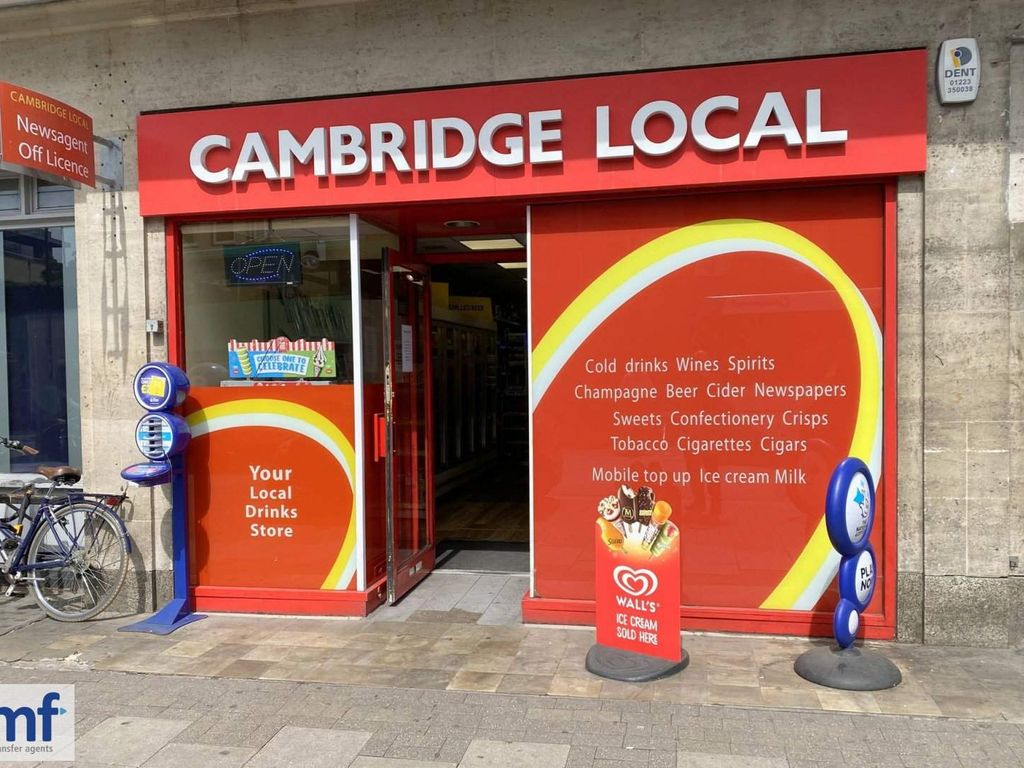 CAMBRIDGE LOCAL
Newsagent
Off Licence
CAMBRIDGE LOCAL
DENT
01223
350038
OPEN
CHOOSE ONE TO
CELEBRATE
Your
Local
Drinks
Store
Cold drinks Wines Spirits
Champagne Beer Cider Newspapers
Sweets Confectionery Crisps
Tobacco Cigarettes Cigars
Mobile top up Ice cream Milk
WALL'S
ICE CREAM
SOLD HERE
mf
nsfer agents